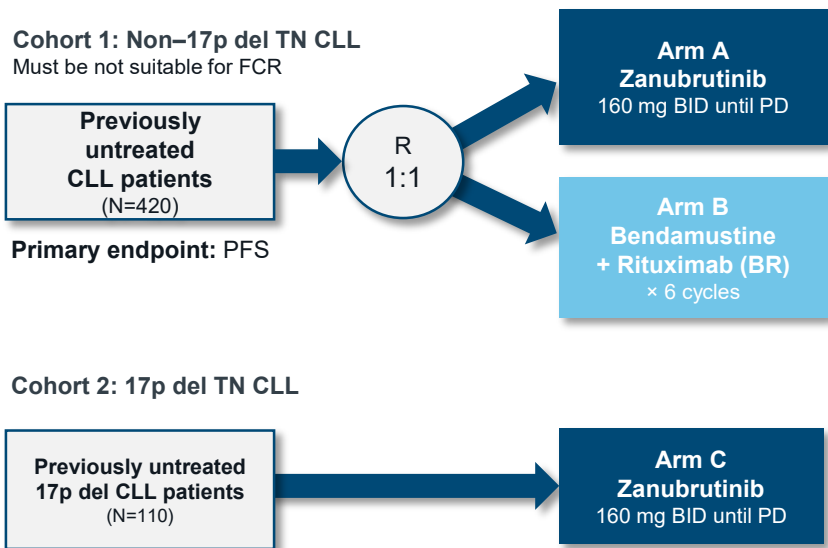 Cohort 1: Non–17p del TN CLL
Must be not suitable for FCR
Previously
untreated
CLL patients
(N=420)
R
1:1
Arm A
Zanubrutinib
160 mg BID until PD
Arm B
Bendamustine
+ Rituximab (BR)
× 6 cycles
Primary endpoint: PFS
Cohort 2: 17p del TN CLL
Previously untreated
17p del CLL patients
(N=110)
Arm C
Zanubrutinib
160 mg BID until PD